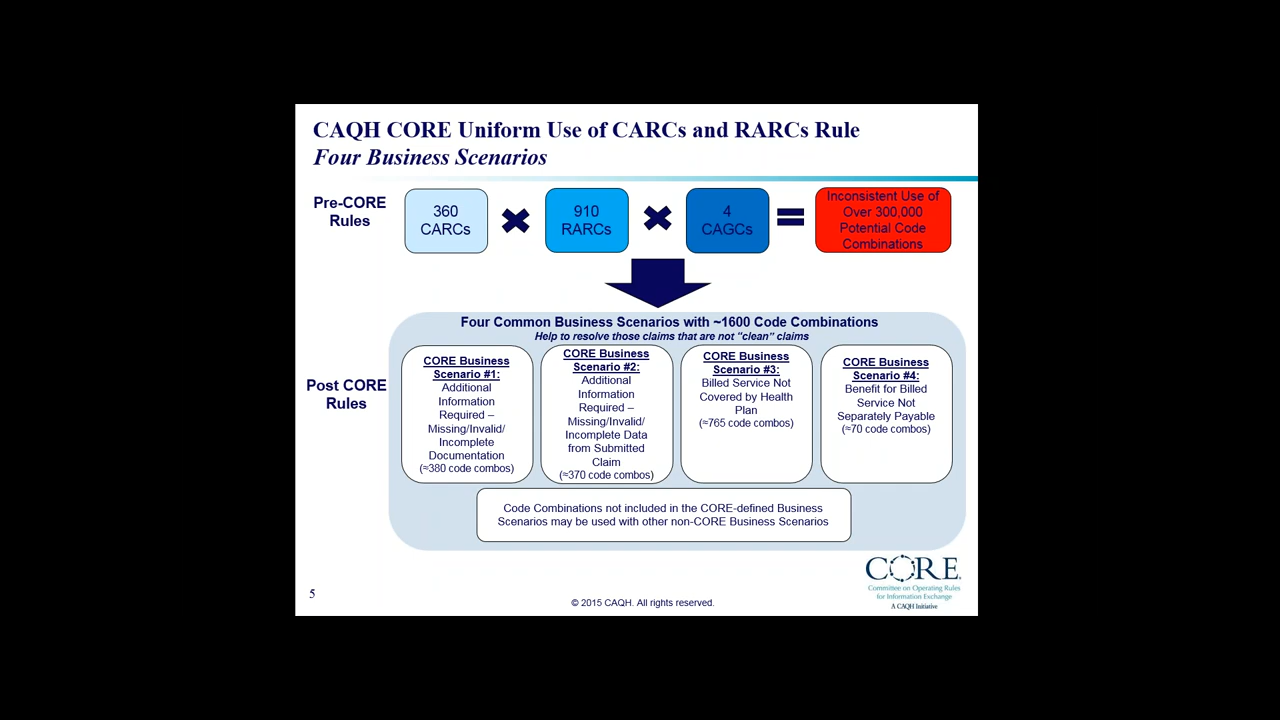 CAQH CORE Uniform Use of CARCs and RARCs Rule
Four Business Scenarios
Pre-CORE
Rules
360
CARCs
910
RARCs
4
CAGCs
Inconsistent Use of
Over 300,000
Potential Code
Combinations
Post CORE
Rules
Four Common Business Scenarios with ~1600 Code Combinations
Help to resolve those claims that are not "clean" claims
CORE Business
Scenario #1:
Additional
Information
Required –
Missing/Invalid/
Incomplete
Documentation
(≈380 code combos)
CORE Business
Scenario #2:
Additional
Information
Required –
Missing/Invalid/
Incomplete Data
from Submitted
Claim
(≈370 code combos)
CORE Business
Scenario #3:
Billed Service Not
Covered by Health
Plan
(≈765 code combos)
CORE Business
Scenario #4:
Benefit for Billed
Service Not
Separately Payable
(≈70 code combos)
Code Combinations not included in the CORE-defined Business
Scenarios may be used with other non-CORE Business Scenarios
5
© 2015 CAQH. All rights reserved.
CORE.
Committee on Operating Rules
for Information Exchange
A CAQH Initiative